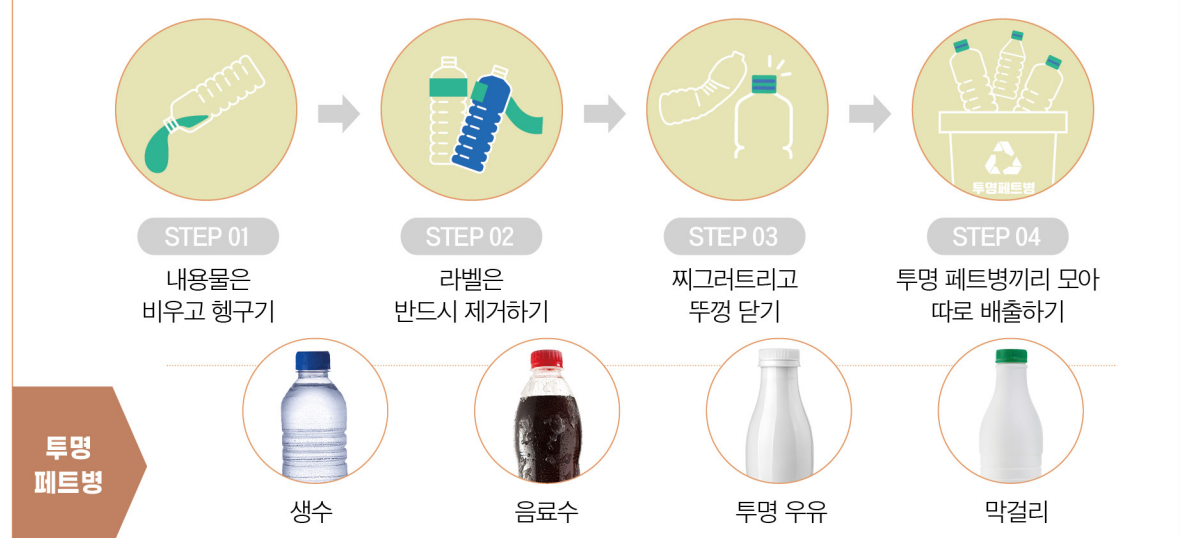 투명페트병
STEP 01
STEP 02
STEP 03
STEP 04
내용물은
비우고 헹구기
라벨은
반드시 제거하기
찌그러트리고
뚜껑 닫기
투명 페트병끼리 모아
따로 배출하기
투명
페트병
생수
음료수
투명 우유
막걸리